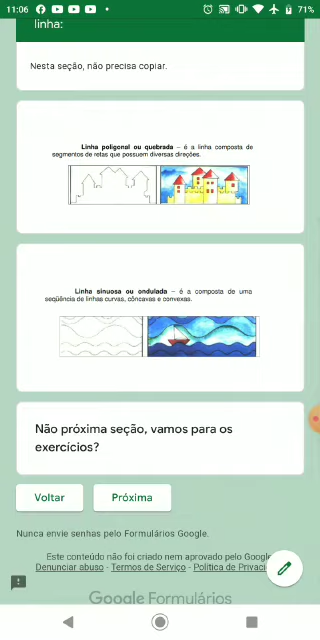 11:06
71%
linha:
Nesta seção, não precisa copiar.
Linha poligonal ou quebrada – é a linha composta de
segmentos de retas que possuem diversas direções.
Linha sinuosa ou ondulada – é a composta de uma
seqüência de linhas curvas, côncavas e convexas.
Não próxima seção, vamos para os
exercícios?
Voltar
Próxima
Nunca envie senhas pelo Formulários Google.
Este conteúdo não foi criado nem aprovado pelo Google
Denunciar abuso - Termos de Serviço - Política de Privaci
Google Formulários